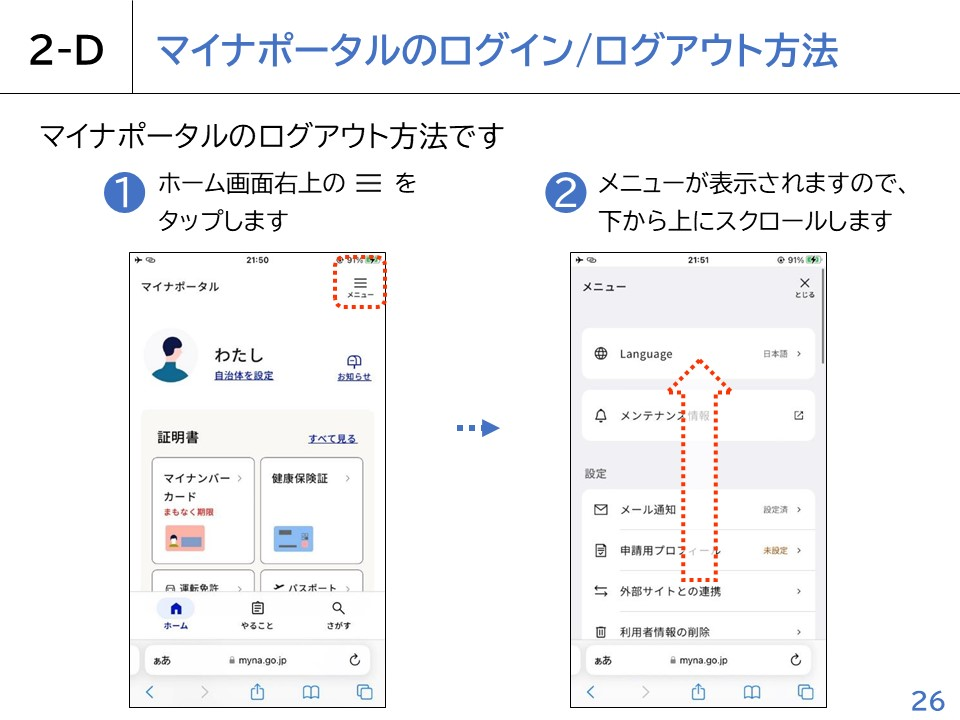 2-D
マイナポータルのログイン/ログアウト方法
マイナポータルのログアウト方法です
1 ホーム画面右上の ≡ を
タップします
2 メニューが表示されますので、
下から上にスクロールします
21:50
91%
マイナポータル
メニュー
わたし
自治体を設定
お知らせ
証明書
すべて見る
マイナンバー
カード
まもなく期限
健康保険証
運転免許
パスポート
ホーム
やること
さがす
ぁあ
myna.go.jp
21:51
91%
メニュー
とじる
Language
日本語
メンテナンス情報
設定
メール通知
設定済
申請用プロフィール
未設定
外部サイトとの連携
利用者情報の削除
ぁあ
myna.go.jp
26